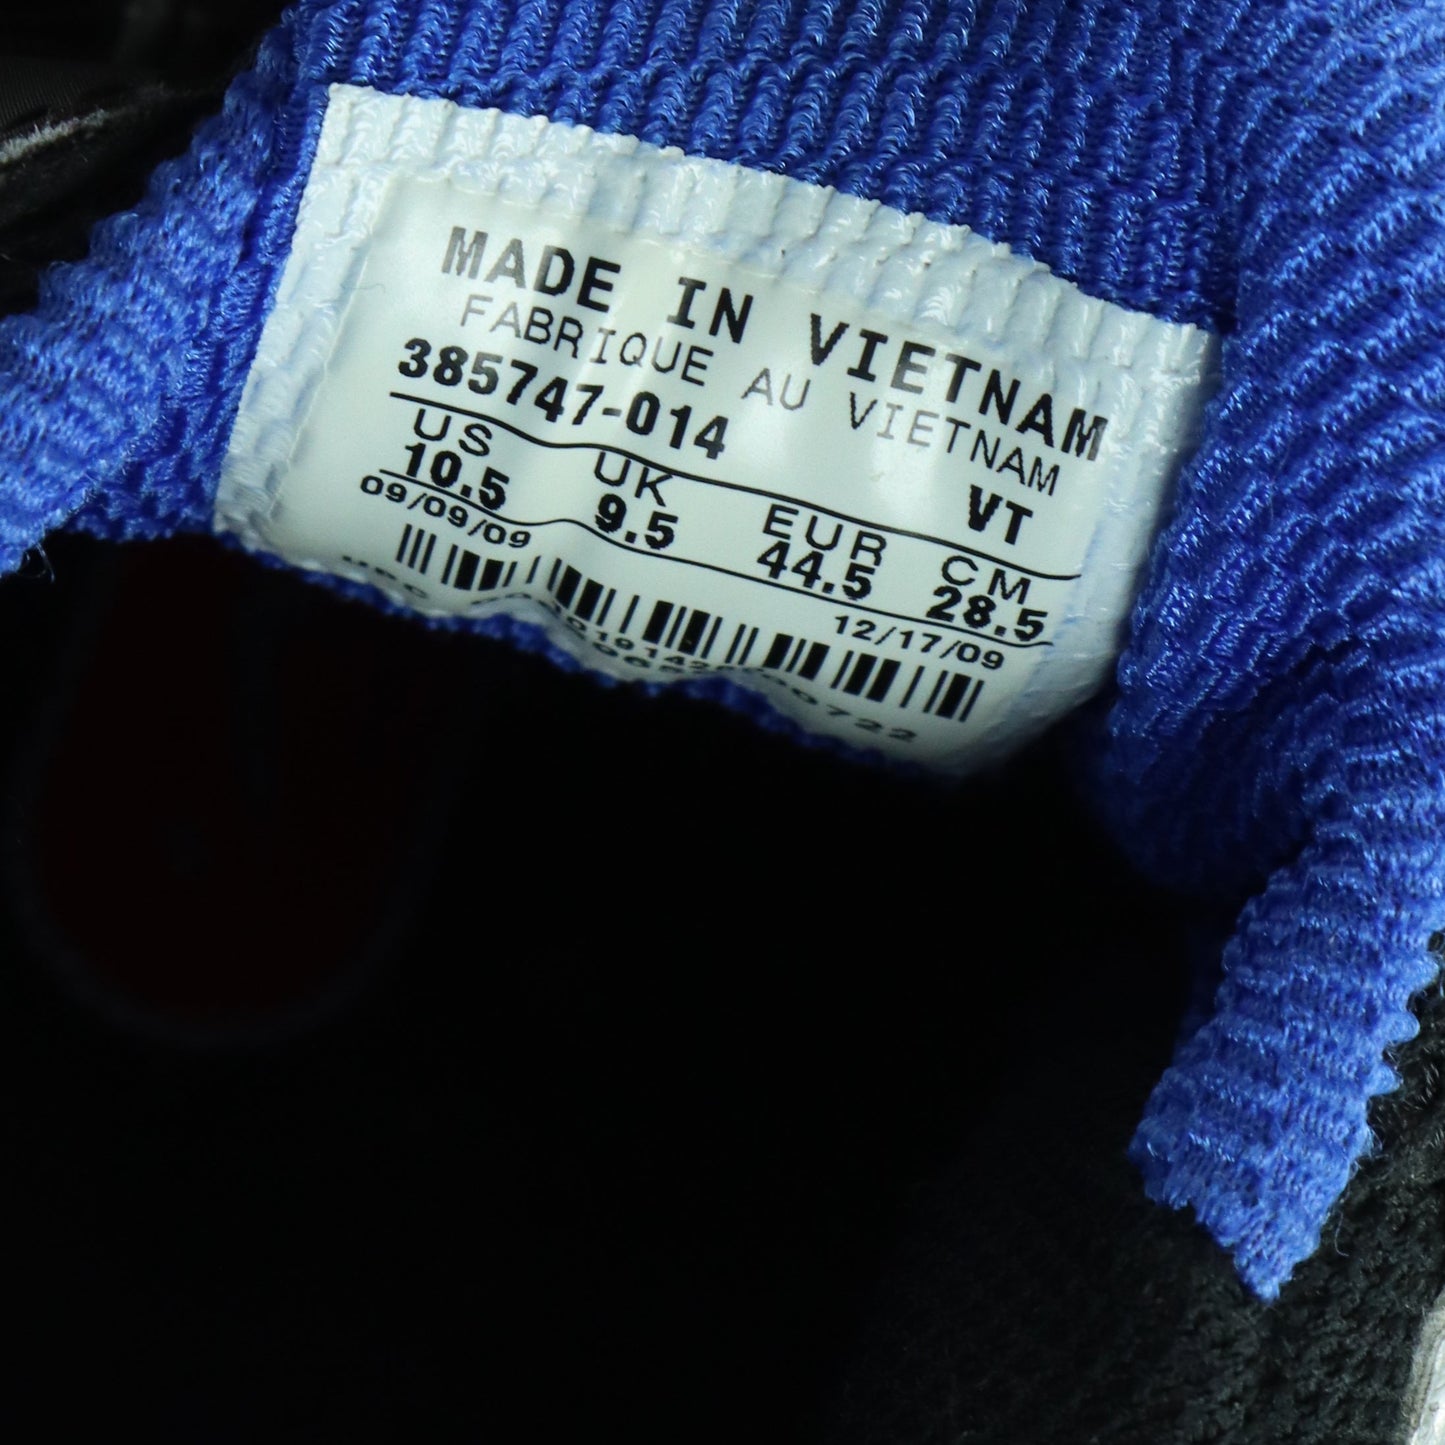 MADE IN VIETNAM
FABRIQUE AU VIETNAM
385747-014 VT
US UK EUR CM
10.5 9.5 44.5 28.5
09/09/09 12/17/09